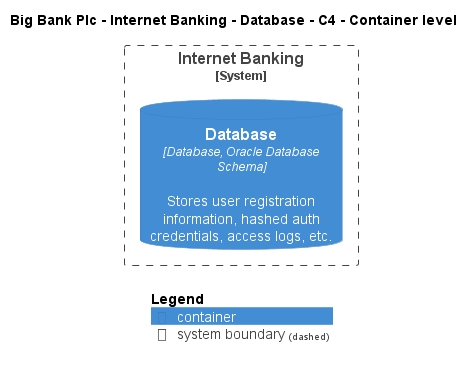 Big Bank Plc - Internet Banking - Database - C4 - Container level
Internet Banking
[System]
Database
[Database, Oracle Database
Schema]
Stores user registration
information, hashed auth
credentials, access logs, etc.
Legend
container
system boundary (dashed)